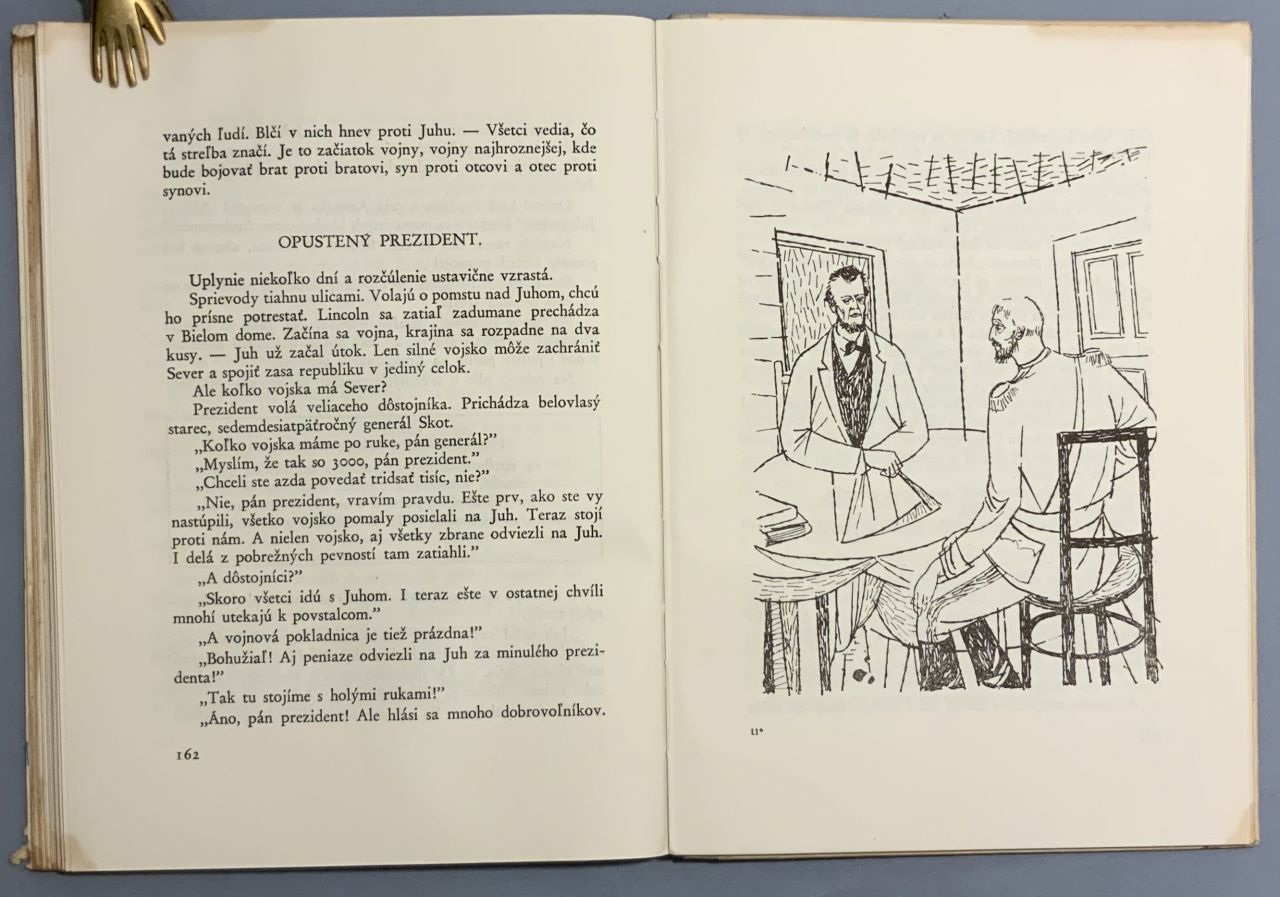 vaných ľudí. Blčí v nich hnev proti Juhu. — Všetci vedia, čo
tá streľba značí. Je to začiatok vojny, vojny najhroznejšej, kde
bude bojovať brat proti bratovi, syn proti otcovi a otec proti
synovi.
OPUSTENÝ PREZIDENT.
Uplynie niekoľko dní a rozčúlenie ustavične vzrastá.
Sprievody tiahnu ulicami. Volajú o pomstu nad Juhom, chcú
ho prísne potrestať. Lincoln sa zatiaľ zadumane prechádza
v Bielom dome. Začína sa vojna, krajina sa rozpadne na dva
kusy. — Juh už začal útok. Len silné vojsko môže zachrániť
Sever a spojiť zasa republiku v jediný celok.
Ale koľko vojska má Sever?
Prezident volá veliaceho dôstojníka. Prichádza belovlasý
starec, sedemdesiatpäťročný generál Skot.
„Koľko vojska máme po ruke, pán generál?”
„Myslím, že tak so 3000, pán prezident.”
„Chceli ste azda povedať tridsať tisíc, nie?”
„Nie, pán prezident, vravím pravdu. Ešte prv, ako ste vy
nastúpili, všetko vojsko pomaly posielali na Juh. Teraz stojí
proti nám. A nielen vojsko, aj všetky zbrane odviezli na Juh.
I delá z pobrežných pevností tam zatiahli.”
„A dôstojníci?”
„Skoro všetci idú s Juhom. I teraz ešte v ostatnej chvíli
mnohí utekajú k povstalcom.”
„A vojnová pokladnica je tiež prázdna!”
„Bohužiaľ! Aj peniaze odviezli na Juh za minulého prezi-
denta!”
„Tak tu stojíme s holými rukami!”
„Áno, pán prezident! Ale hlási sa mnoho dobrovoľníkov.
162
11*